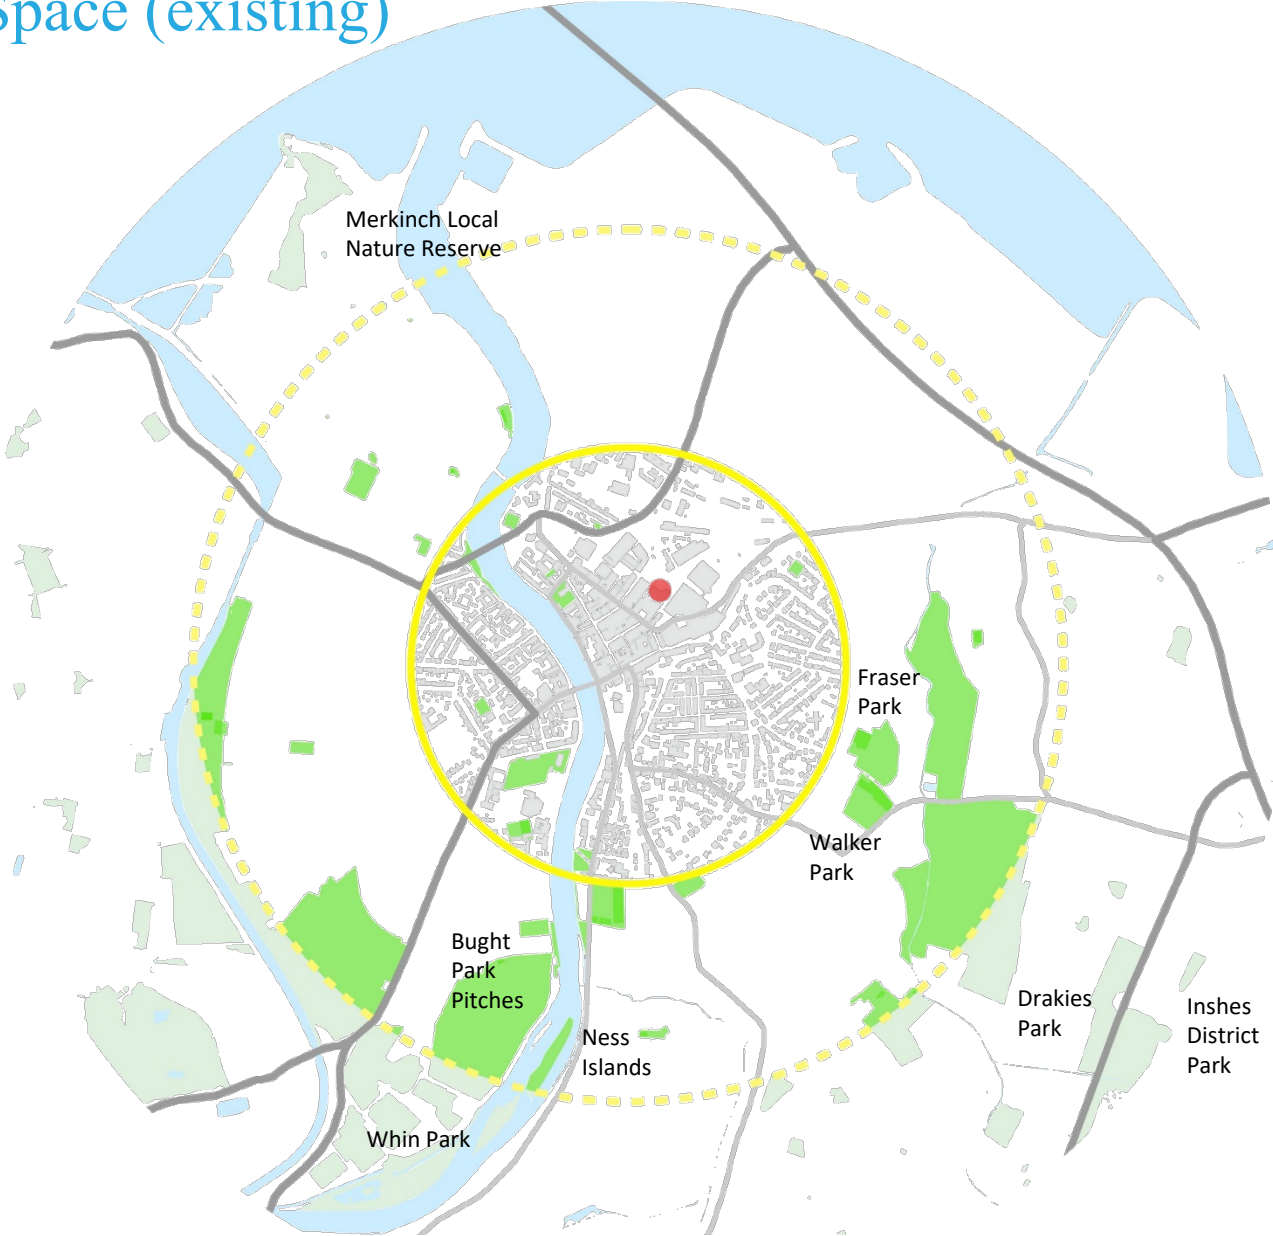 Space (existing)
Merkinch Local
Nature Reserve
Fraser
Park
Walker
Park
Bught
Park
Pitches
Ness
Islands
Drakies
Park
Inshes
District
Park
Whin Park